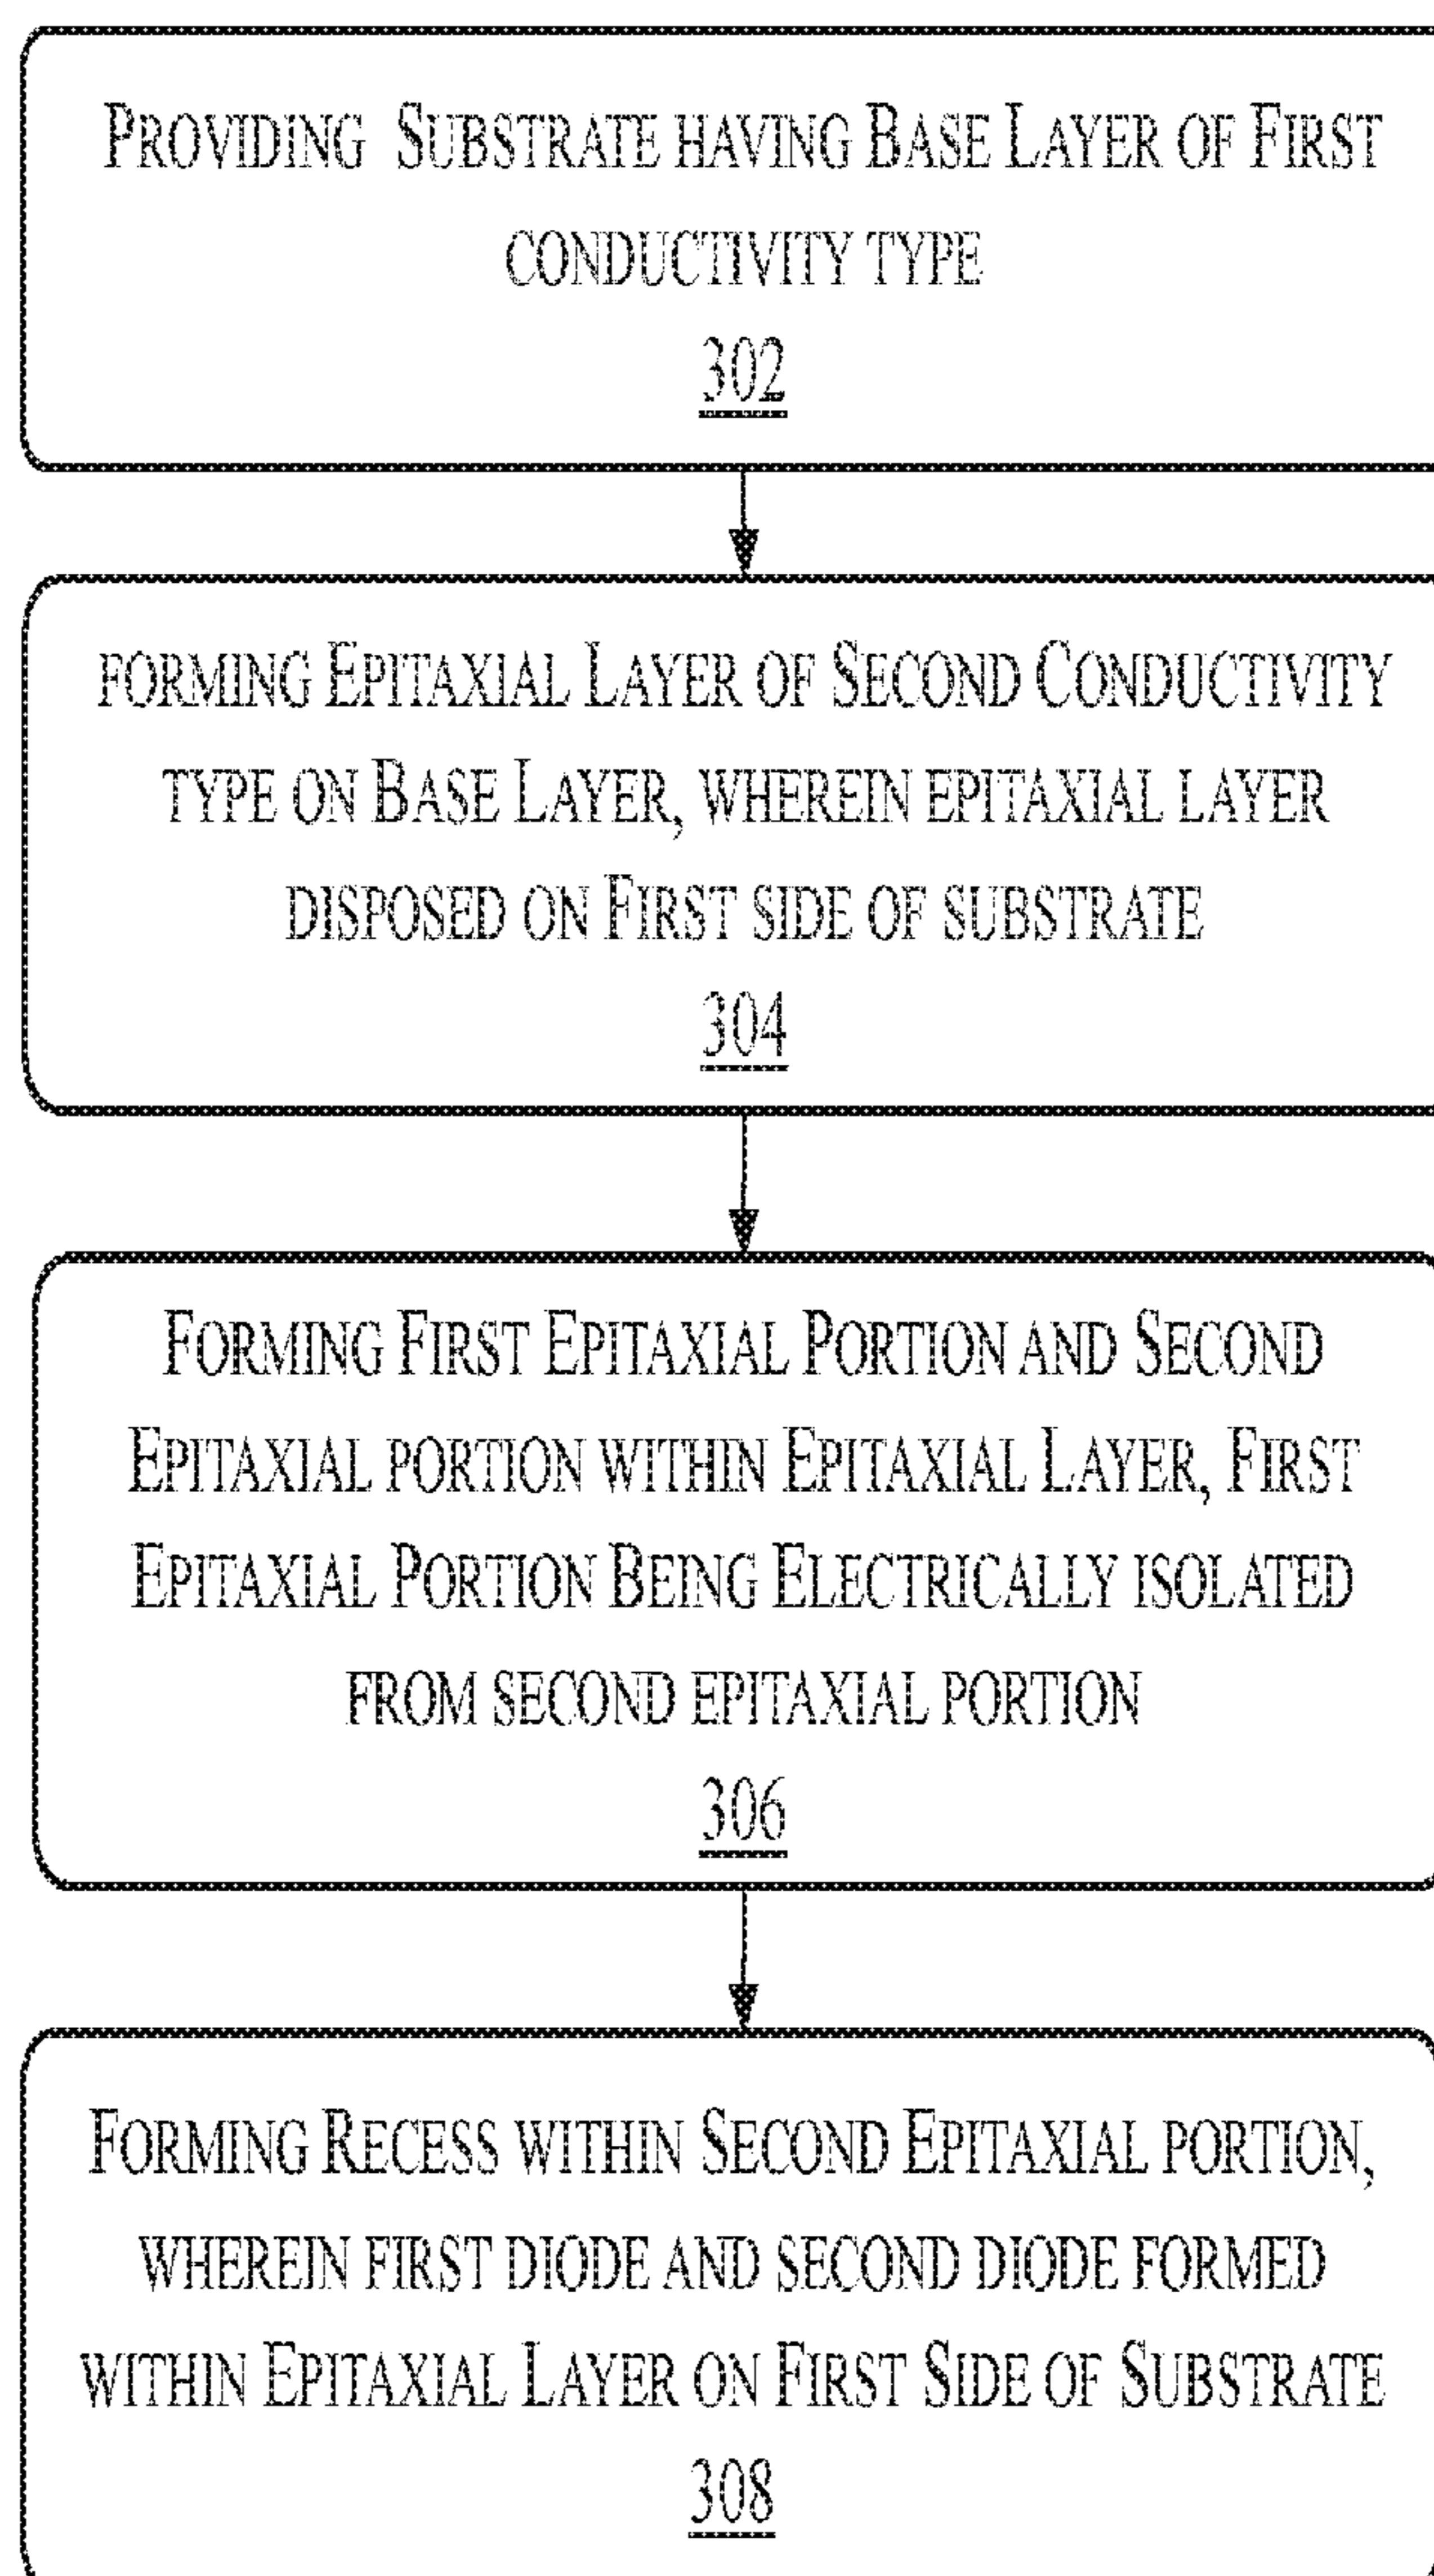 PROVIDING SUBSTRATE HAVING BASE LAYER OF FIRST
CONDUCTIVITY TYPE
302
FORMING EPITAXIAL LAYER OF SECOND CONDUCTIVITY
TYPE ON BASE LAYER, WHEREIN EPITAXIAL LAYER
DISPOSED ON FIRST SIDE OF SUBSTRATE
304
FORMING FIRST EPITAXIAL PORTION AND SECOND
EPITAXIAL PORTION WITHIN EPITAXIAL LAYER, FIRST
EPITAXIAL PORTION BEING ELECTRICALLY ISOLATED
FROM SECOND EPITAXIAL PORTION
306
FORMING RECESS WITHIN SECOND EPITAXIAL PORTION,
WHEREIN FIRST DIODE AND SECOND DIODE FORMED
WITHIN EPITAXIAL LAYER ON FIRST SIDE OF SUBSTRATE
308